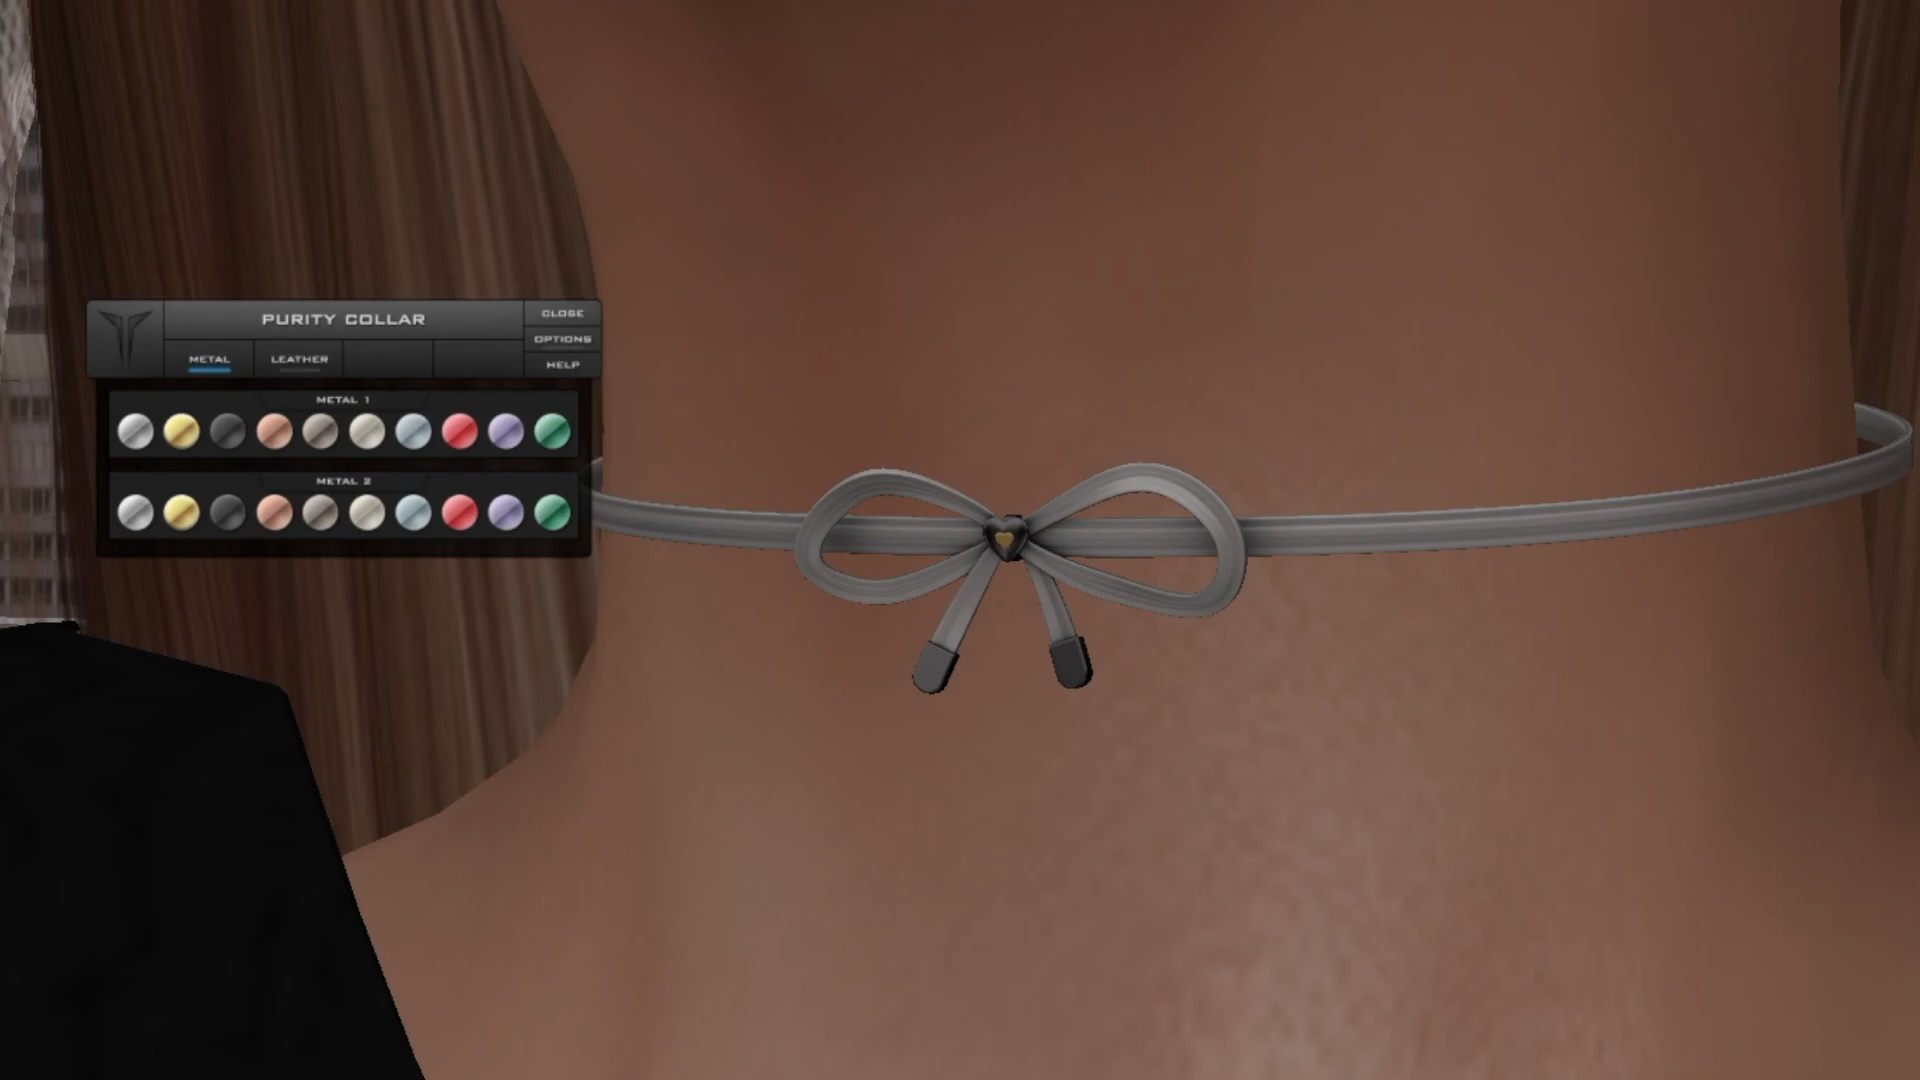 PURITY COLLAR
CLOSE
OPTIONS
HELP
METAL
LEATHER
METAL 1
METAL 2